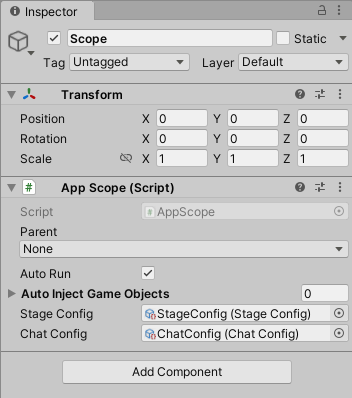 Inspector
Scope
Static
Tag Untagged Layer Default
Transform
Position X 0 Y 0 Z 0
Rotation X 0 Y 0 Z 0
Scale X 1 Y 1 Z 1
# App Scope (Script)
Script # AppScope
Parent
None
Auto Run
Auto Inject Game Objects 0
Stage Config StageConfig (Stage Config)
Chat Config ChatConfig (Chat Config)
Add Component